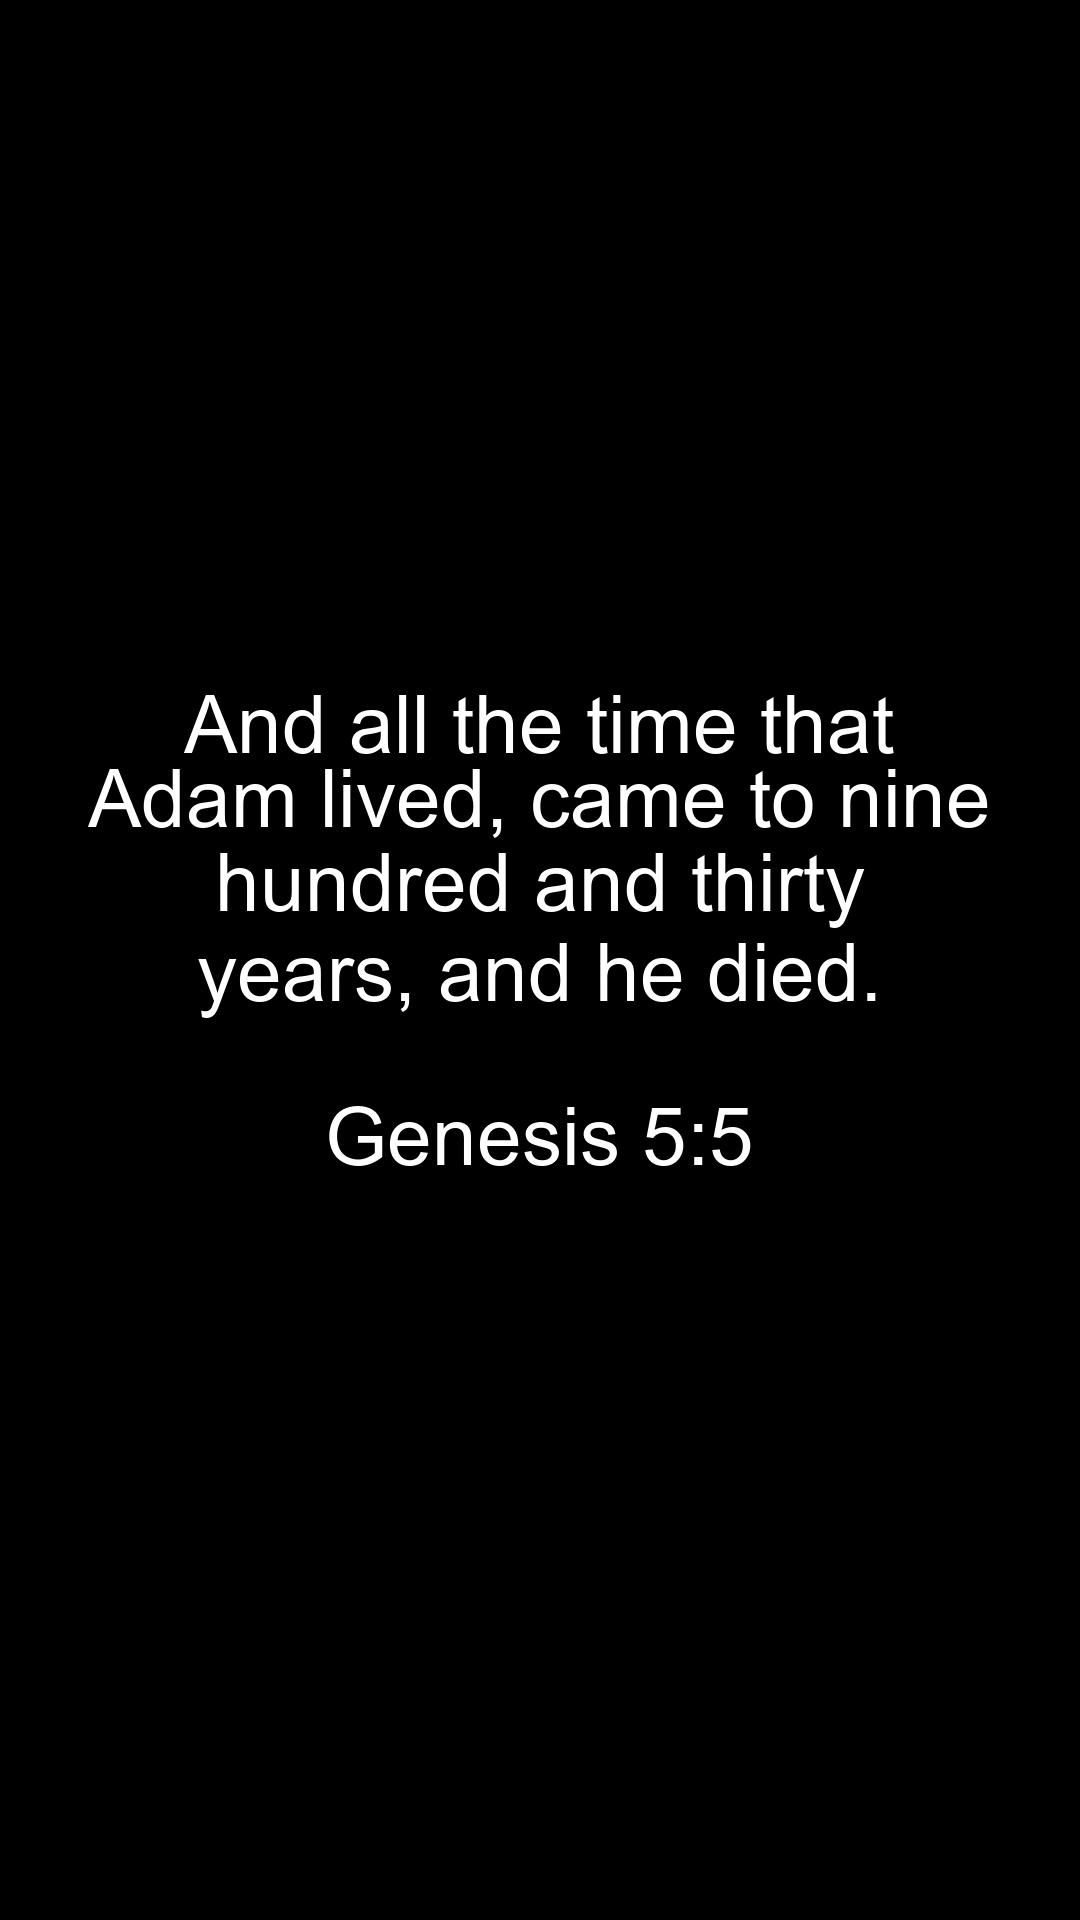 And all the time that
Adam lived, came to nine
hundred and thirty
years, and he died.
Genesis 5:5